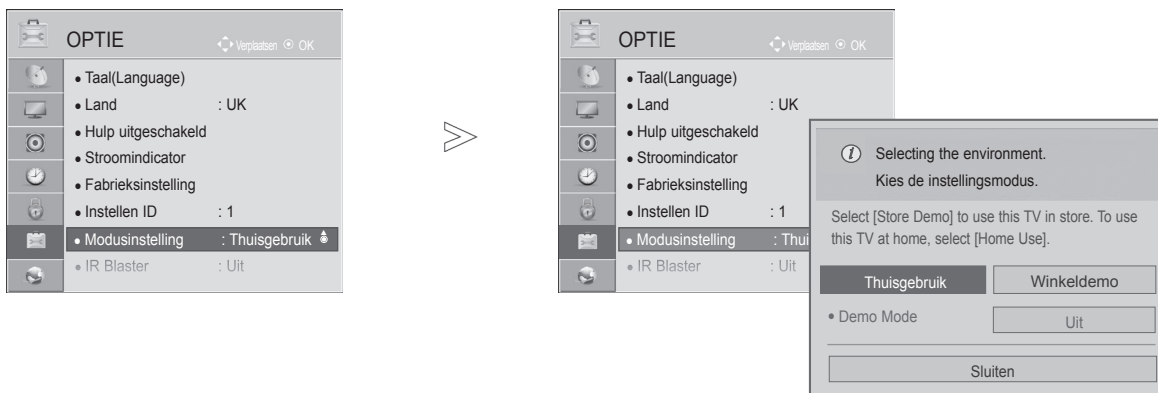 OPTIE
Verplaatsen OK
• Taal(Language)
• Land : UK
• Hulp uitgeschakeld
• Stroomindicator
• Fabrieksinstelling
• Instellen ID : 1
• Modusinstelling : Thuisgebruik
• IR Blaster : Uit
OPTIE
Verplaatsen OK
• Taal(Language)
• Land : UK
• Hulp uitgeschakeld
• Stroomindicator
• Fabrieksinstelling
• Instellen ID : 1
• Modusinstelling : Thui
• IR Blaster : Uit
i Selecting the environment.
Kies de instellingsmodus.
Select [Store Demo] to use this TV in store. To use
this TV at home, select [Home Use].
Thuisgebruik Winkeldemo
• Demo Mode Uit
Sluiten